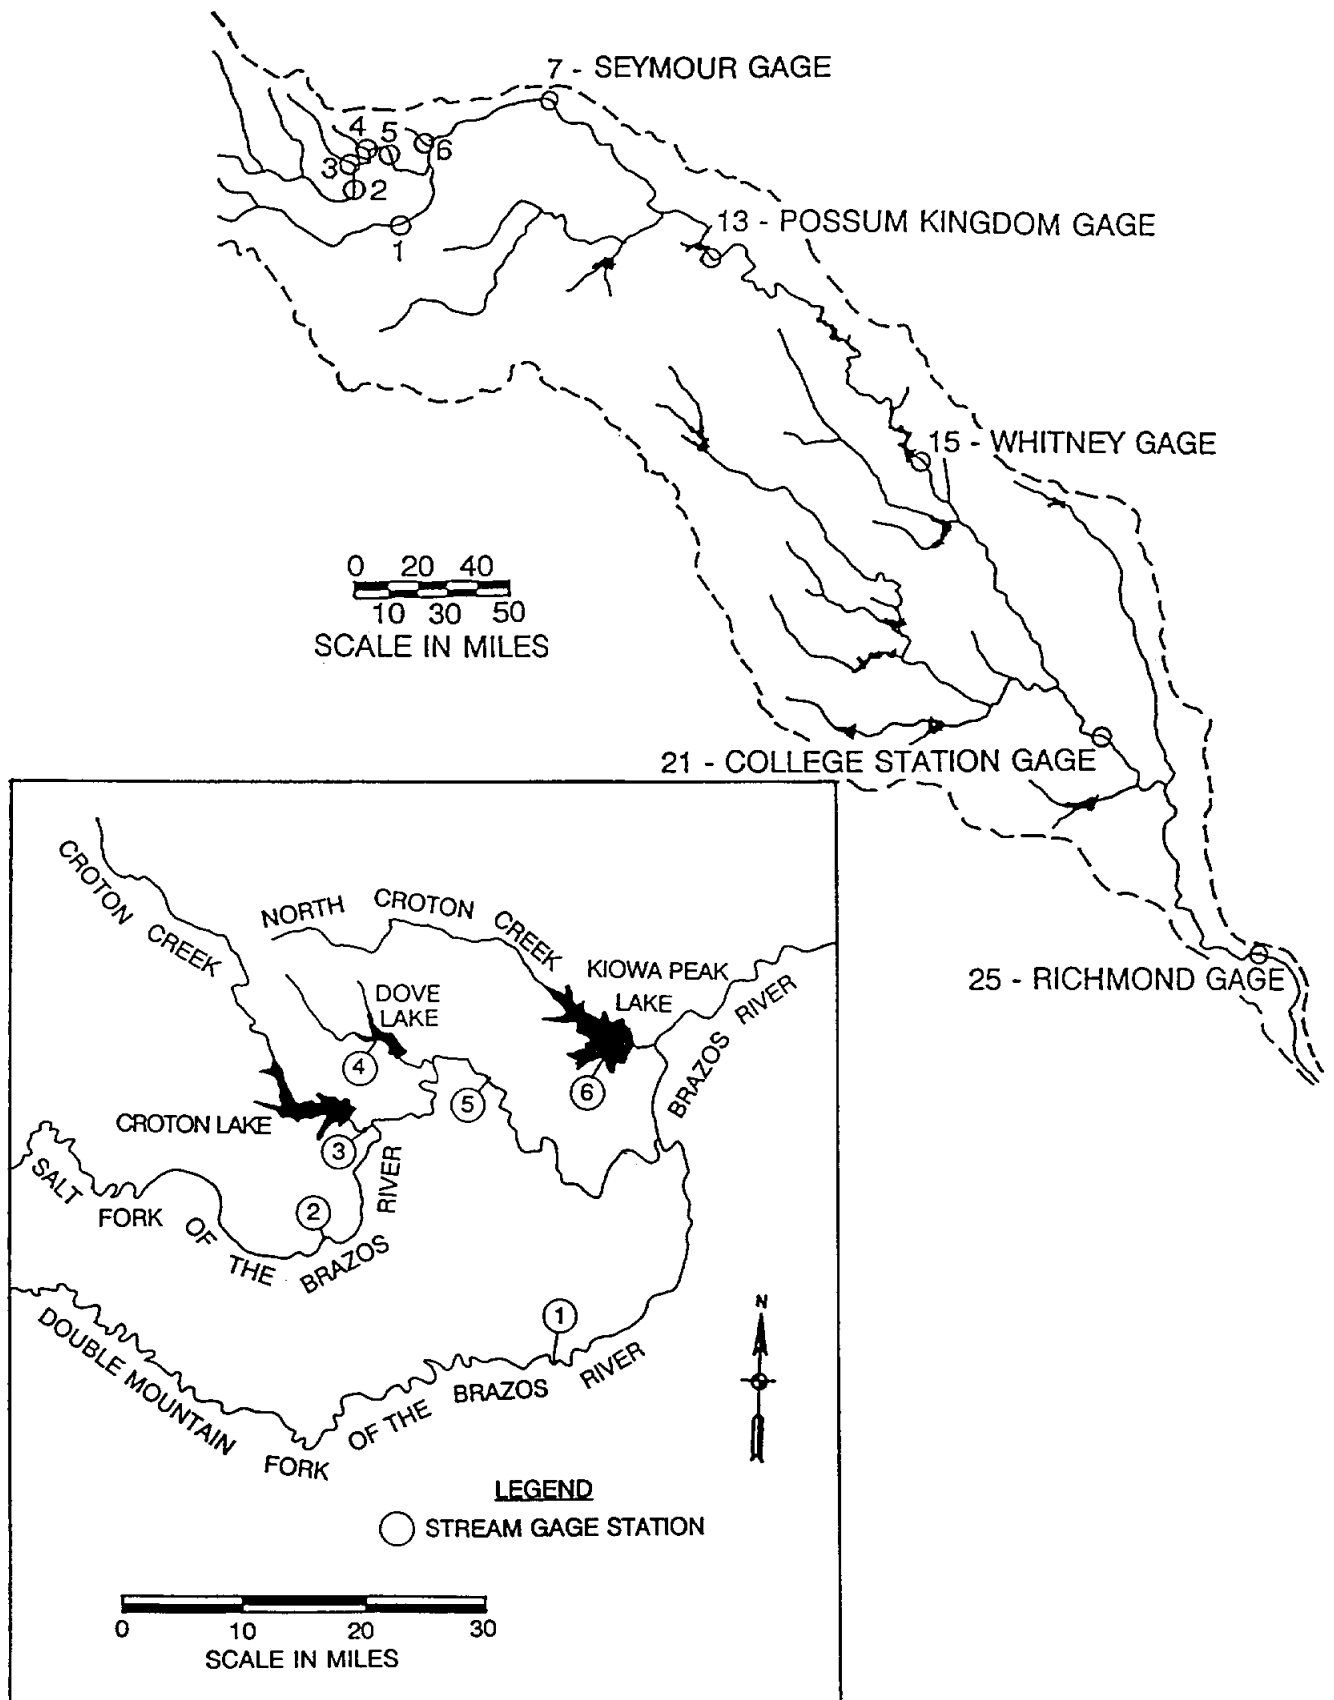 7 - SEYMOUR GAGE
4 5
6
3
2
1
13 - POSSUM KINGDOM GAGE
15 - WHITNEY GAGE
0 20 40
10 30 50
SCALE IN MILES
21 - COLLEGE STATION GAGE
25 - RICHMOND GAGE
CROTON CREEK
NORTH CROTON CREEK
KIOWA PEAK
LAKE
DOVE
LAKE
BRAZOS RIVER
4
5
6
CROTON LAKE
3
2
SALT FORK OF THE BRAZOS RIVER
1
DOUBLE MOUNTAIN FORK OF THE BRAZOS RIVER
N
LEGEND
STREAM GAGE STATION
0 10 20 30
SCALE IN MILES